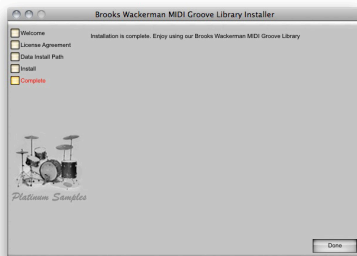 Brooks Wackerman MIDI Groove Library Installer
Welcome
License Agreement
Data Install Path
Install
Complete
Installation is complete. Enjoy using our Brooks Wackerman MIDI Groove Library
Platinum Samples
Done